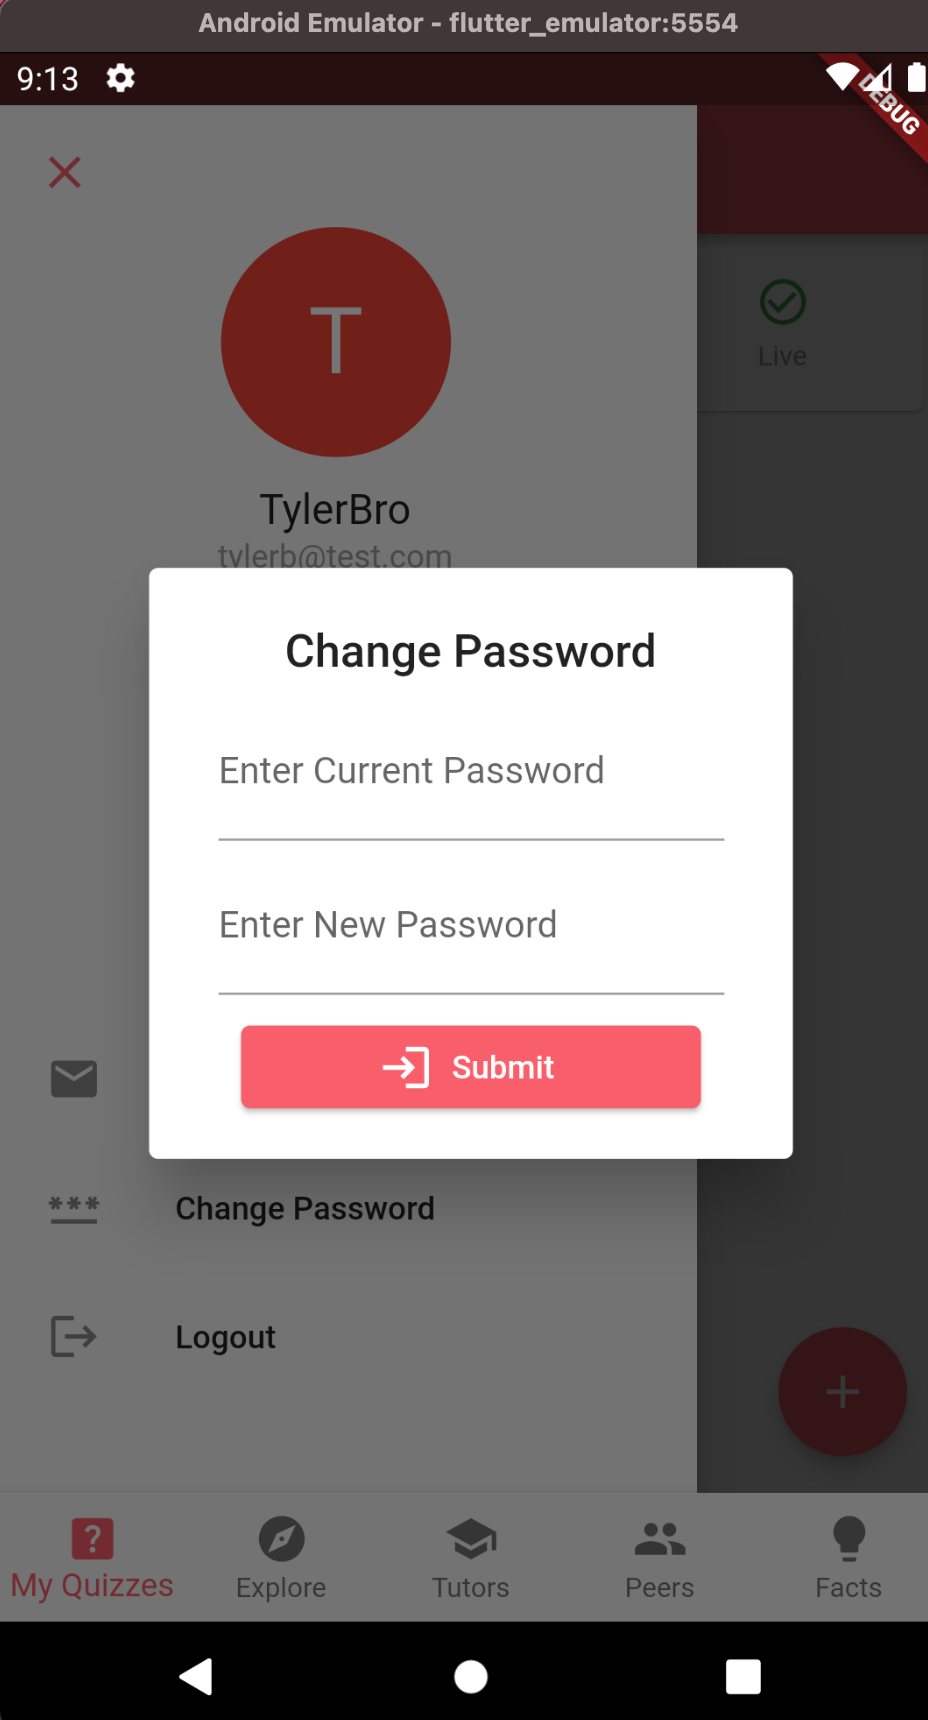 Android Emulator - flutter_emulator:5554
9:13
DEBUG
T
Live
TylerBro
tylerb@test.com
Change Password
Enter Current Password
Enter New Password
Submit
***
Change Password
Logout
?
My Quizzes
Explore
Tutors
Peers
Facts